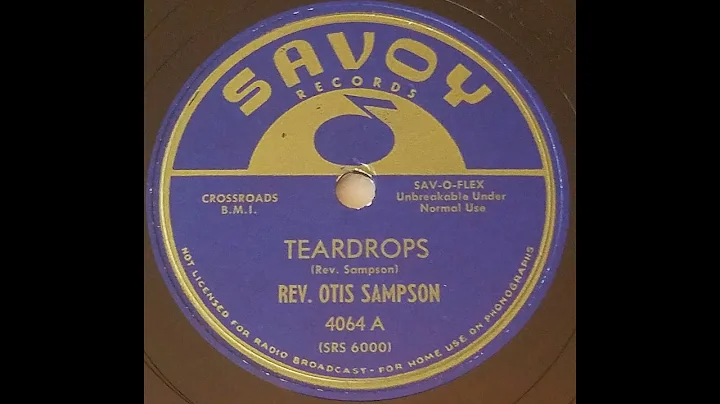 SAVOY
RECORDS
CROSSROADS
B.M.I.
SAV-O-FLEX
Unbreakable Under
Normal Use
TEARDROPS
(Rev. Sampson)
REV. OTIS SAMPSON
4064 A
(SRS 6000)
NOT LICENSED FOR RADIO BROADCAST - FOR HOME USE ON PHONOGRAPHS